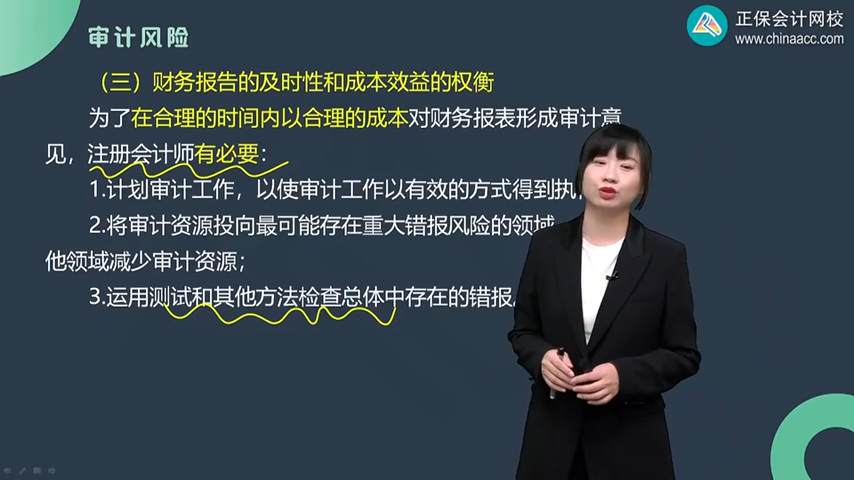 审计风险
正保会计网校
www.chinaacc.com
（三）财务报告的及时性和成本效益的权衡
为了在合理的时间内以合理的成本对财务报表形成审计意
见，注册会计师有必要：
1.计划审计工作，以使审计工作以有效的方式得到执
2.将审计资源投向最可能存在重大错报风险的领域
他领域减少审计资源；
3.运用测试和其他方法检查总体中存在的错报